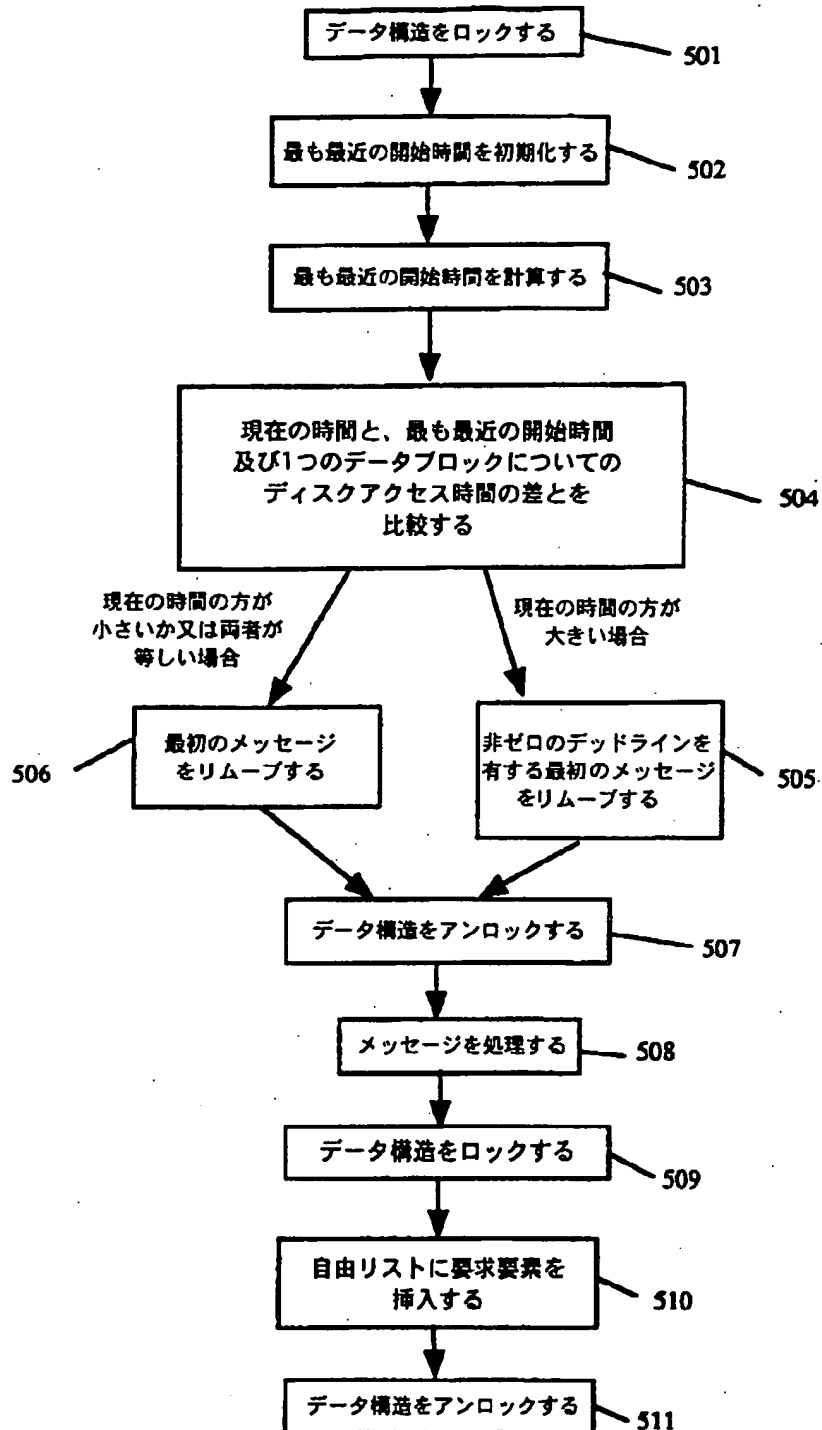 データ構造をロックする
501
最も最近の開始時間を初期化する
502
最も最近の開始時間を計算する
503
現在の時間と、最も最近の開始時間
及び1つのデータブロックについての
ディスクアクセス時間の差とを
比較する
504
現在の時間の方が
小さいか又は両者が
等しい場合
現在の時間の方が
大きい場合
最初のメッセージ
をリムーブする
506
非ゼロのデッドラインを
有する最初のメッセージ
をリムーブする
505
データ構造をアンロックする
507
メッセージを処理する
508
データ構造をロックする
509
自由リストに要求要素を
挿入する
510
データ構造をアンロックする
511